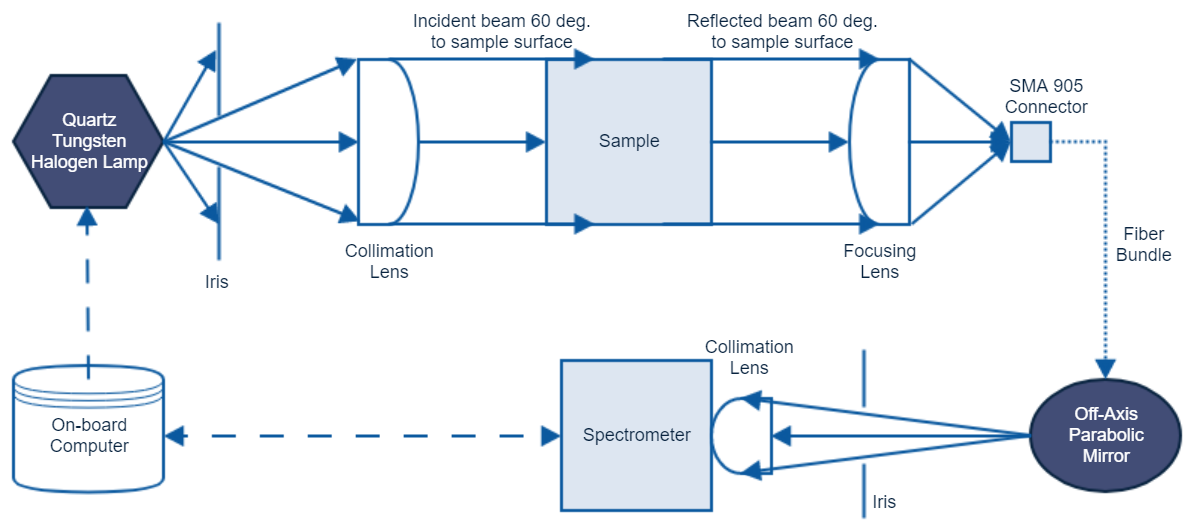 Incident beam 60 deg.
to sample surface
Reflected beam 60 deg.
to sample surface
Quartz
Tungsten
Halogen Lamp
Sample
SMA 905
Connector
Iris
Collimation
Lens
Focusing
Lens
Fiber
Bundle
On-board
Computer
Spectrometer
Collimation
Lens
Iris
Off-Axis
Parabolic
Mirror